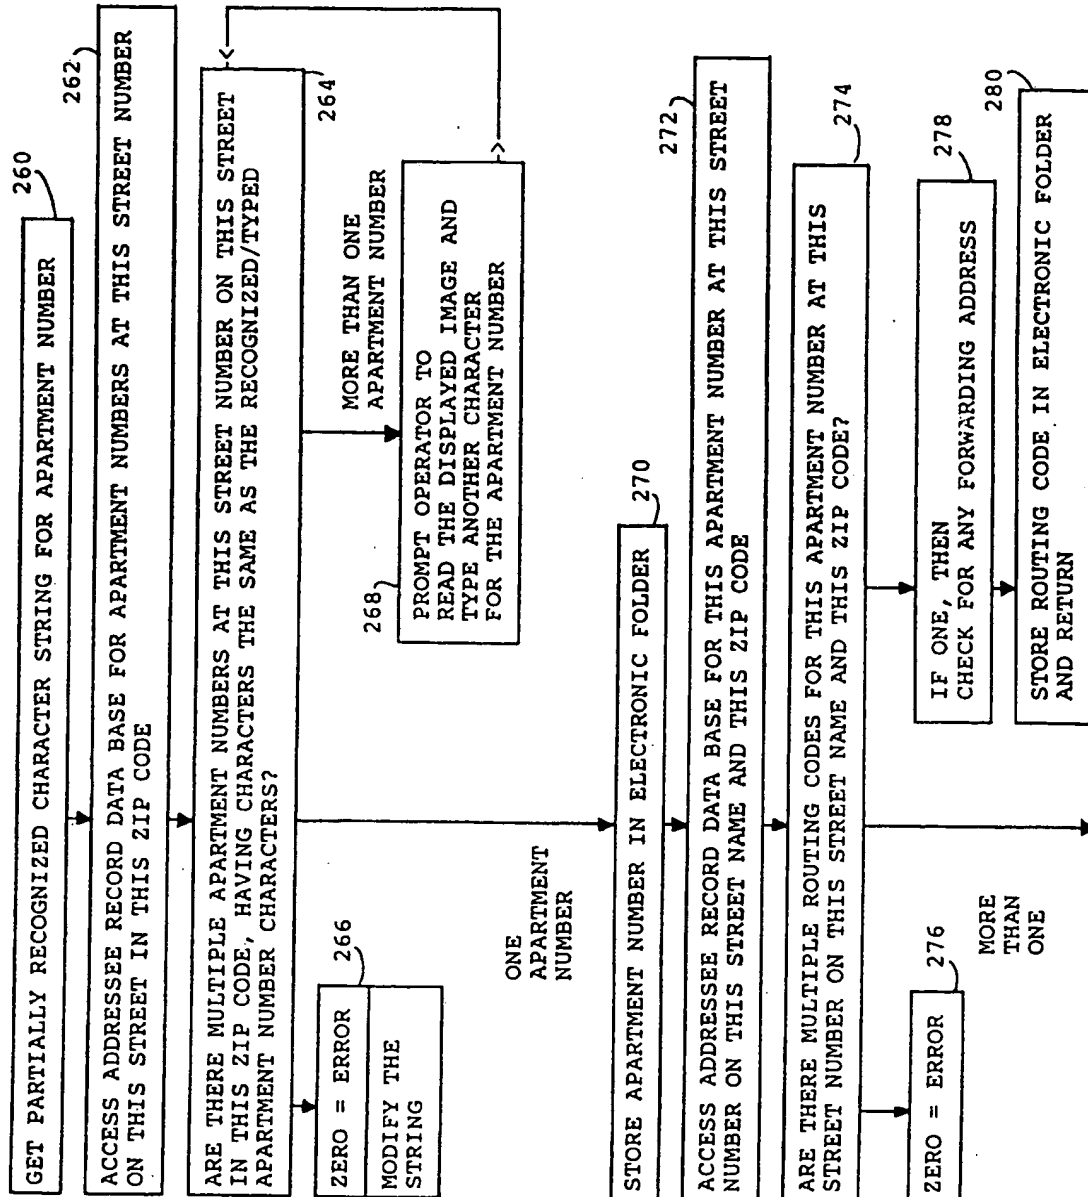 260
GET PARTIALLY RECOGNIZED CHARACTER STRING FOR APARTMENT NUMBER
262
ACCESS ADDRESSEE RECORD DATA BASE FOR APARTMENT NUMBERS AT THIS STREET NUMBER
ON THIS STREET IN THIS ZIP CODE
ARE THERE MULTIPLE APARTMENT NUMBERS AT THIS STREET NUMBER ON THIS STREET
IN THIS ZIP CODE, HAVING CHARACTERS THE SAME AS THE RECOGNIZED/TYPED
APARTMENT NUMBER CHARACTERS?
264
266
ZERO = ERROR
MODIFY THE
STRING
MORE THAN ONE
APARTMENT NUMBER
268
PROMPT OPERATOR TO
READ THE DISPLAYED IMAGE AND
TYPE ANOTHER CHARACTER
FOR THE APARTMENT NUMBER
ONE
APARTMENT
NUMBER
270
STORE APARTMENT NUMBER IN ELECTRONIC FOLDER
272
ACCESS ADDRESSEE RECORD DATA BASE FOR THIS APARTMENT NUMBER AT THIS STREET
NUMBER ON THIS STREET NAME AND THIS ZIP CODE
274
ARE THERE MULTIPLE ROUTING CODES FOR THIS APARTMENT NUMBER AT THIS
STREET NUMBER ON THIS STREET NAME AND THIS ZIP CODE?
276
ZERO = ERROR
MORE
THAN
ONE
278
IF ONE, THEN
CHECK FOR ANY FORWARDING ADDRESS
280
STORE ROUTING CODE IN ELECTRONIC FOLDER
AND RETURN